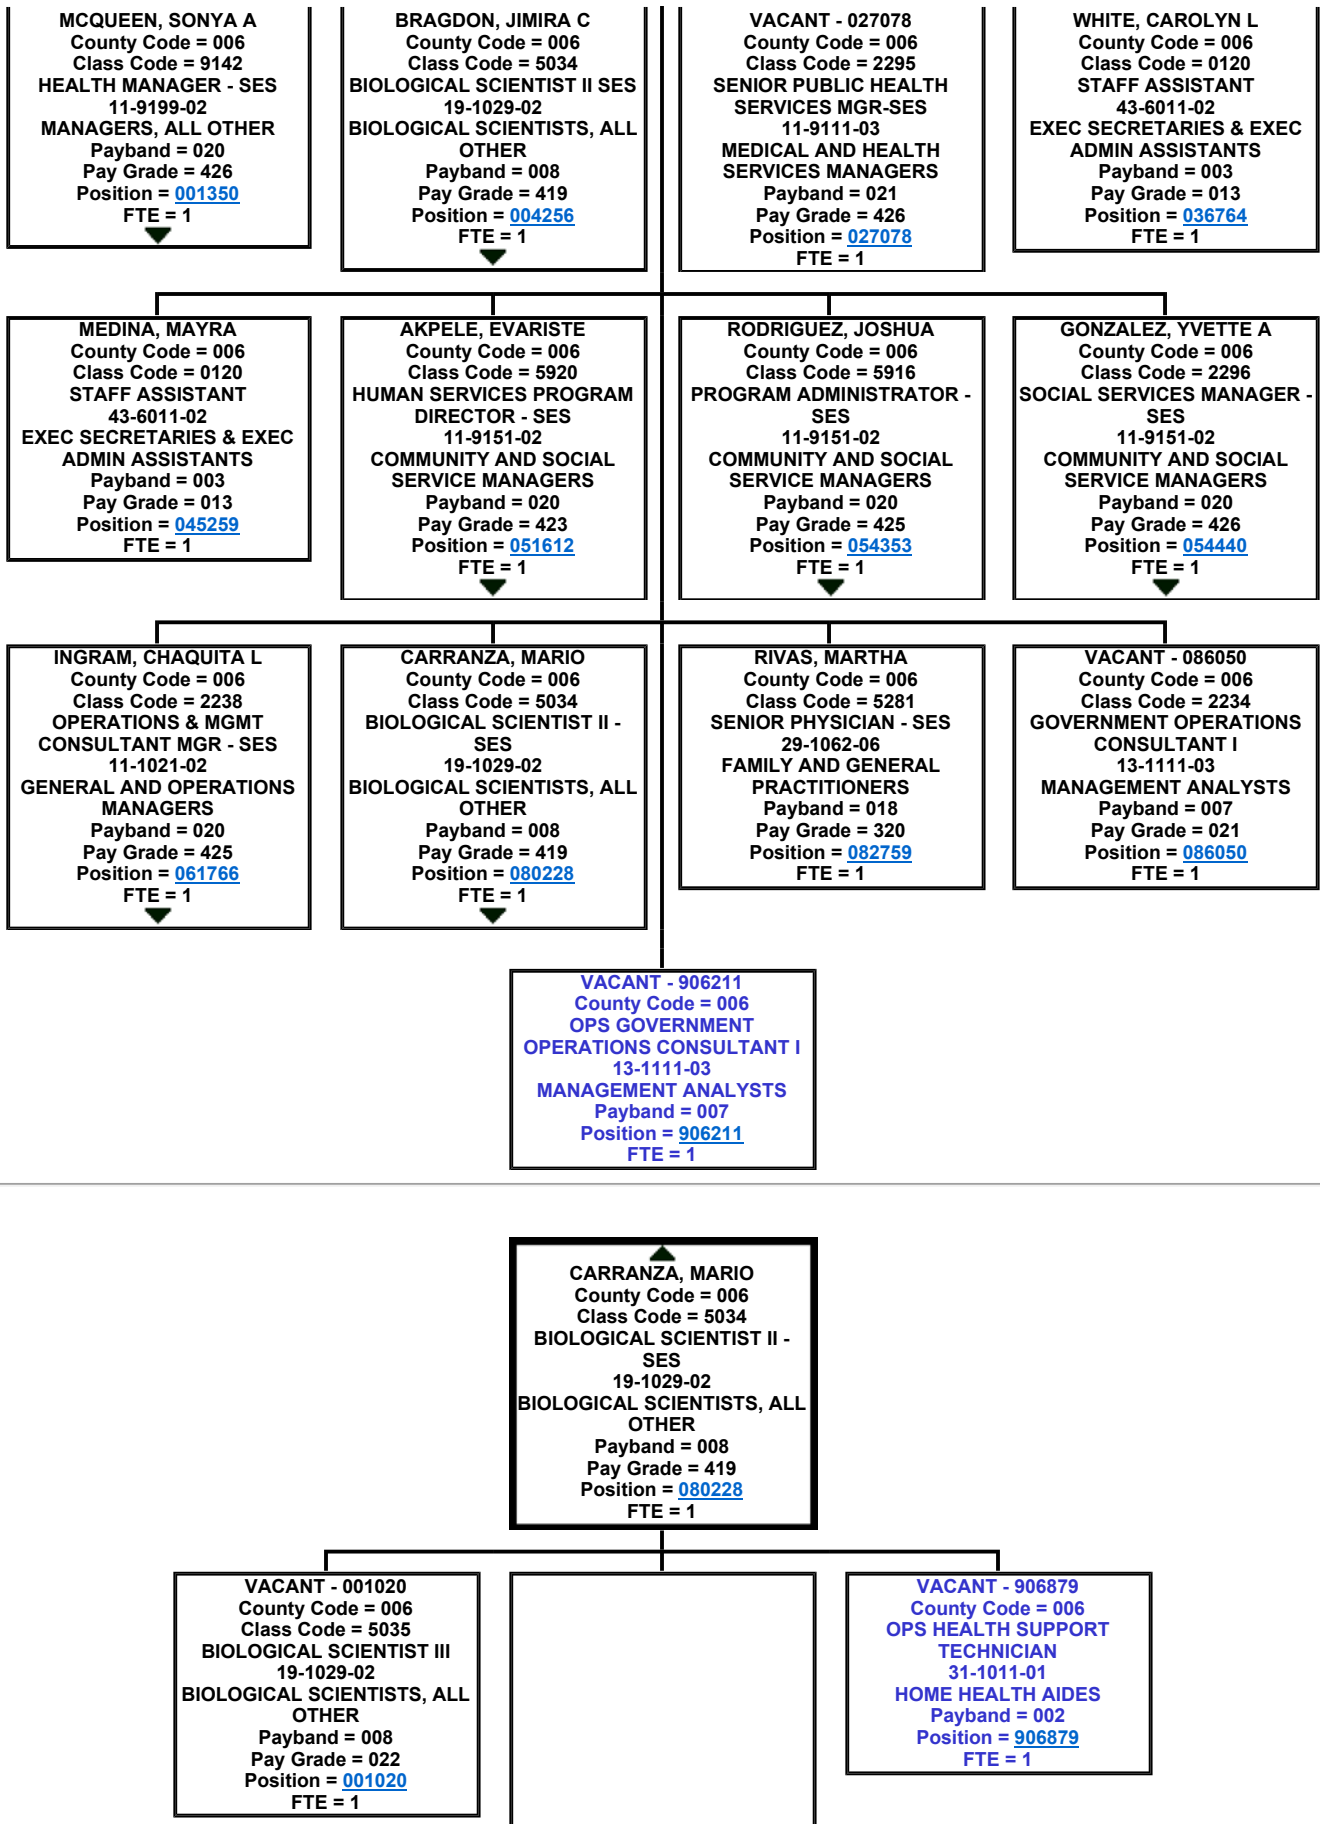 MCQUEEN, SONYA A
County Code = 006
Class Code = 9142
HEALTH MANAGER - SES
11-9199-02
MANAGERS, ALL OTHER
Payband = 020
Pay Grade = 426
Position = 001350
FTE = 1
BRAGDON, JIMIRA C
County Code = 006
Class Code = 5034
BIOLOGICAL SCIENTIST II SES
19-1029-02
BIOLOGICAL SCIENTISTS, ALL
OTHER
Payband = 008
Pay Grade = 419
Position = 004256
FTE = 1
VACANT - 027078
County Code = 006
Class Code = 2295
SENIOR PUBLIC HEALTH
SERVICES MGR-SES
11-9111-03
MEDICAL AND HEALTH
SERVICES MANAGERS
Payband = 021
Pay Grade = 426
Position = 027078
FTE = 1
WHITE, CAROLYN L
County Code = 006
Class Code = 0120
STAFF ASSISTANT
43-6011-02
EXEC SECRETARIES & EXEC
ADMIN ASSISTANTS
Payband = 003
Pay Grade = 013
Position = 036764
FTE = 1
MEDINA, MAYRA
County Code = 006
Class Code = 0120
STAFF ASSISTANT
43-6011-02
EXEC SECRETARIES & EXEC
ADMIN ASSISTANTS
Payband = 003
Pay Grade = 013
Position = 045259
FTE = 1
AKPELE, EVARISTE
County Code = 006
Class Code = 5920
HUMAN SERVICES PROGRAM
DIRECTOR - SES
11-9151-02
COMMUNITY AND SOCIAL
SERVICE MANAGERS
Payband = 020
Pay Grade = 423
Position = 051612
FTE = 1
RODRIGUEZ, JOSHUA
County Code = 006
Class Code = 5916
PROGRAM ADMINISTRATOR -
SES
11-9151-02
COMMUNITY AND SOCIAL
SERVICE MANAGERS
Payband = 020
Pay Grade = 425
Position = 054353
FTE = 1
GONZALEZ, YVETTE A
County Code = 006
Class Code = 2296
SOCIAL SERVICES MANAGER -
SES
11-9151-02
COMMUNITY AND SOCIAL
SERVICE MANAGERS
Payband = 020
Pay Grade = 426
Position = 054440
FTE = 1
INGRAM, CHAQUITA L
County Code = 006
Class Code = 2238
OPERATIONS & MGMT
CONSULTANT MGR - SES
11-1021-02
GENERAL AND OPERATIONS
MANAGERS
Payband = 020
Pay Grade = 425
Position = 061766
FTE = 1
CARRANZA, MARIO
County Code = 006
Class Code = 5034
BIOLOGICAL SCIENTIST II -
SES
19-1029-02
BIOLOGICAL SCIENTISTS, ALL
OTHER
Payband = 008
Pay Grade = 419
Position = 080228
FTE = 1
RIVAS, MARTHA
County Code = 006
Class Code = 5281
SENIOR PHYSICIAN - SES
29-1062-06
FAMILY AND GENERAL
PRACTITIONERS
Payband = 018
Pay Grade = 320
Position = 082759
FTE = 1
VACANT - 086050
County Code = 006
Class Code = 2234
GOVERNMENT OPERATIONS
CONSULTANT I
13-1111-03
MANAGEMENT ANALYSTS
Payband = 007
Pay Grade = 021
Position = 086050
FTE = 1
VACANT - 906211
County Code = 006
OPS GOVERNMENT
OPERATIONS CONSULTANT I
13-1111-03
MANAGEMENT ANALYSTS
Payband = 007
Position = 906211
FTE = 1
CARRANZA, MARIO
County Code = 006
Class Code = 5034
BIOLOGICAL SCIENTIST II -
SES
19-1029-02
BIOLOGICAL SCIENTISTS, ALL
OTHER
Payband = 008
Pay Grade = 419
Position = 080228
FTE = 1
VACANT - 001020
County Code = 006
Class Code = 5035
BIOLOGICAL SCIENTIST III
19-1029-02
BIOLOGICAL SCIENTISTS, ALL
OTHER
Payband = 008
Pay Grade = 022
Position = 001020
FTE = 1
VACANT - 906879
County Code = 006
OPS HEALTH SUPPORT
TECHNICIAN
31-1011-01
HOME HEALTH AIDES
Payband = 002
Position = 906879
FTE = 1